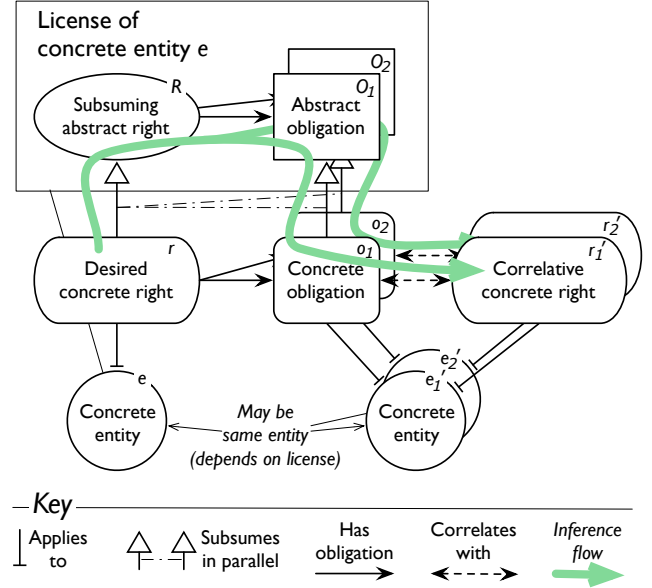 License of
concrete entity e
R
Subsuming
abstract right
O2
O1
Abstract
obligation
r
Desired
concrete right
o2
o1
Concrete
obligation
r2′
r1′
Correlative
concrete right
e
Concrete
entity
May be
same entity
(depends on license)
e2′
e1′
Concrete
entity
Key
Applies
to
Subsumes
in parallel
Has
obligation
Correlates
with
Inference
flow